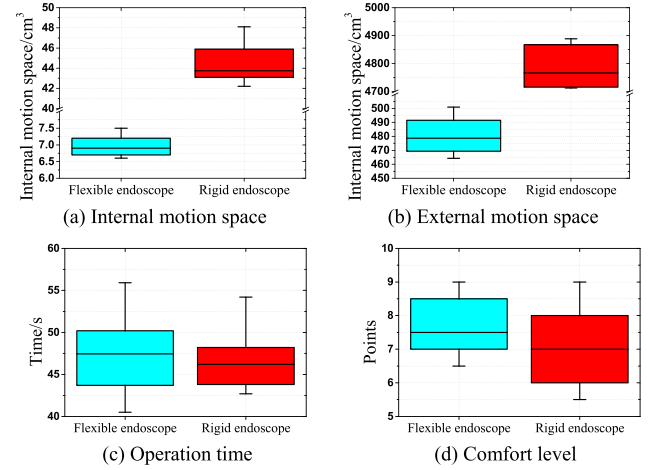 Internal motion space/cm³
50
48
46
44
42
40
7.5
7.0
6.5
6.0
Flexible endoscope
Rigid endoscope
(a) Internal motion space
Internal motion space/cm³
5000
4900
4800
4700
500
490
480
470
460
450
Flexible endoscope
Rigid endoscope
(b) External motion space
Time/s
60
55
50
45
40
Flexible endoscope
Rigid endoscope
(c) Operation time
Points
10
9
8
7
6
5
Flexible endoscope
Rigid endoscope
(d) Comfort level